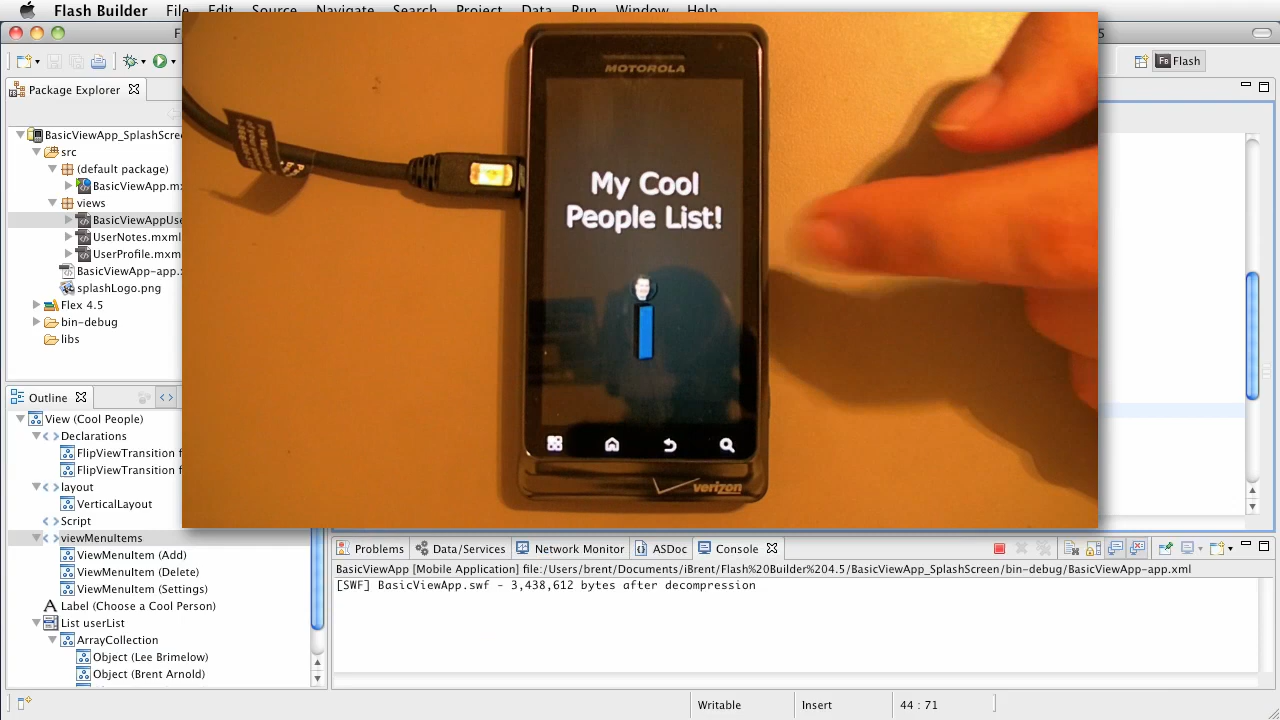 Flash Builder File Edit Source Navigate Search Project Data Run Window Help
Fb Flash
Package Explorer
BasicViewApp_SplashScre
src
(default package)
BasicViewApp.m
views
BasicViewAppUse
UserNotes.mxml
UserProfile.mxm
BasicViewApp-app.
splashLogo.png
Flex 4.5
bin-debug
libs
MOTOROLA
My Cool
People List!
verizon
Outline
View (Cool People)
Declarations
FlipViewTransition f
FlipViewTransition f
layout
VerticalLayout
Script
viewMenuItems
ViewMenuItem (Add)
ViewMenuItem (Delete)
ViewMenuItem (Settings)
Label (Choose a Cool Person)
List userList
ArrayCollection
Object (Lee Brimelow)
Object (Brent Arnold)
Problems Data/Services Network Monitor ASDoc Console
BasicViewApp [Mobile Application] file:/Users/brent/Documents/iBrent/Flash%20Builder%204.5/BasicViewApp_SplashScreen/bin-debug/BasicViewApp-app.xml
[SWF] BasicViewApp.swf - 3,438,612 bytes after decompression
Writable Insert 44 : 71